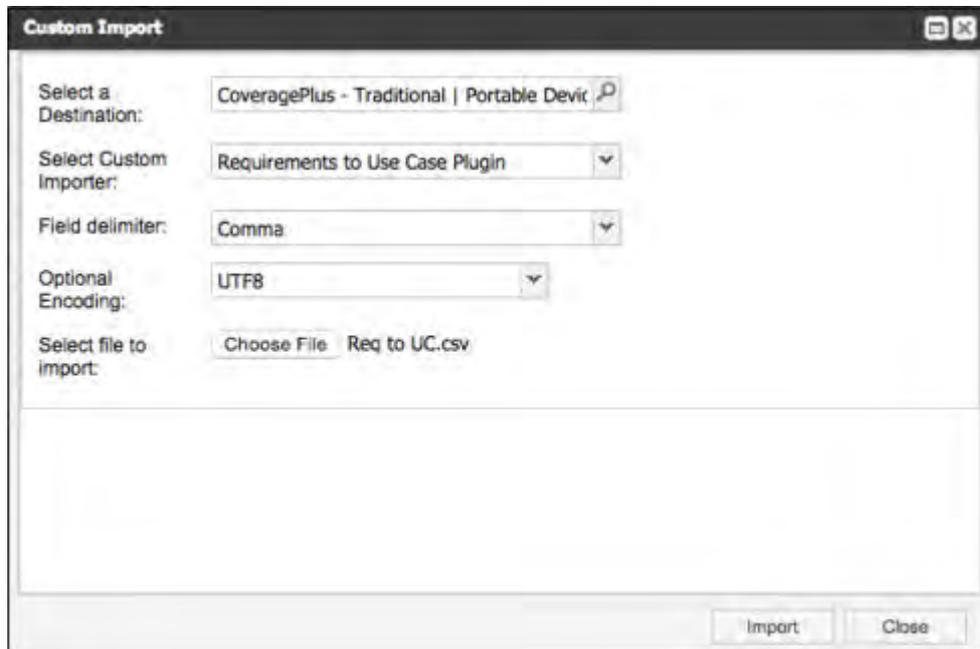 Custom Import
Select a
Destination:
CoveragePlus - Traditional | Portable Devic
Select Custom
Importer:
Requirements to Use Case Plugin
Field delimiter:
Comma
Optional
Encoding:
UTF8
Select file to
import:
Choose File Req to UC.csv
Import Close